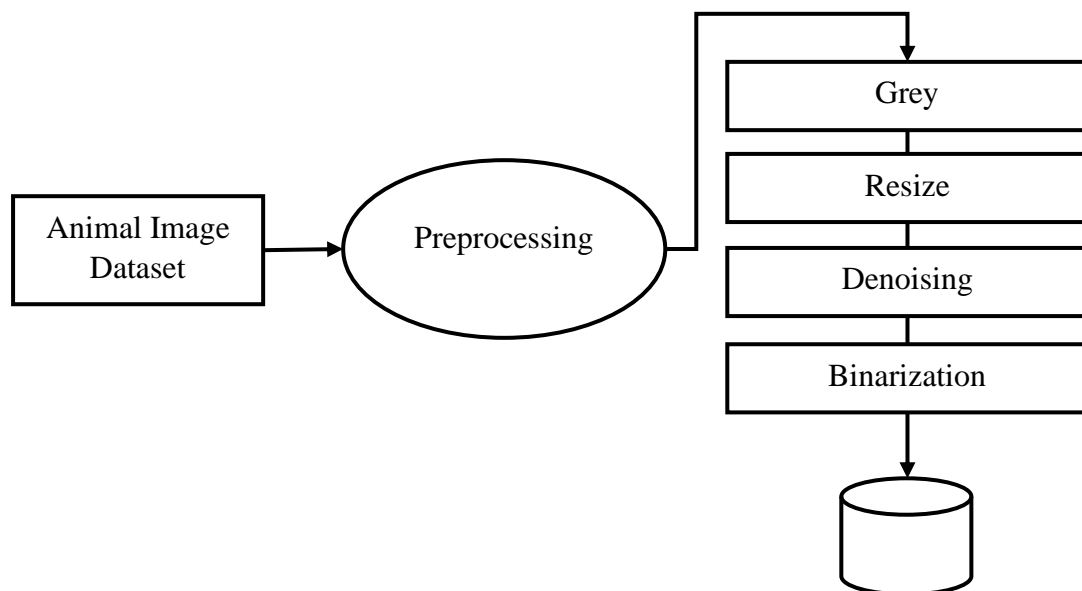 Animal Image
Dataset
Preprocessing
Grey
Resize
Denoising
Binarization